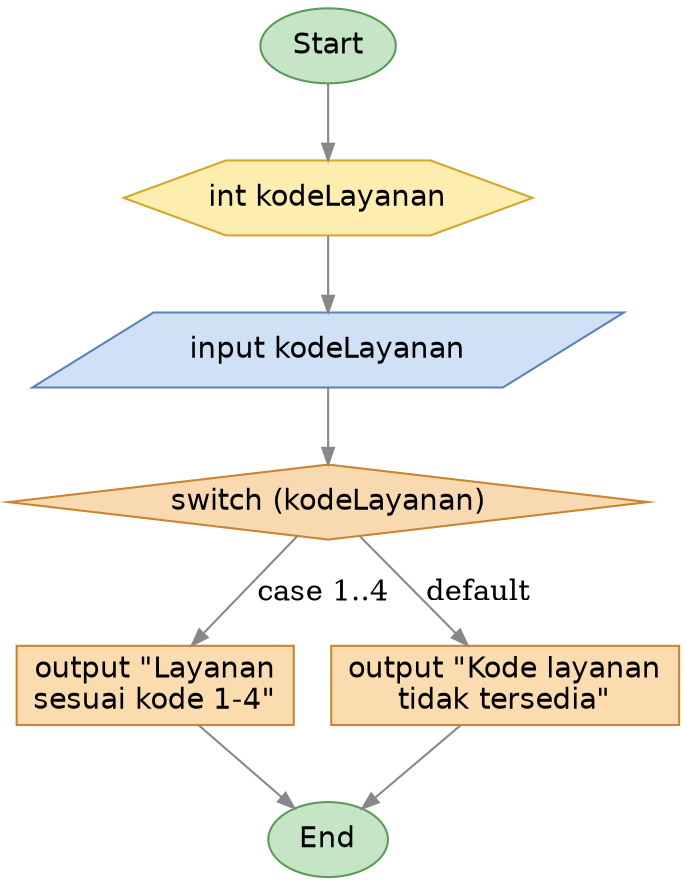 Start
int kodeLayanan
input kodeLayanan
switch (kodeLayanan)
case 1..4
default
output "Layanan
sesuai kode 1-4"
output "Kode layanan
tidak tersedia"
End